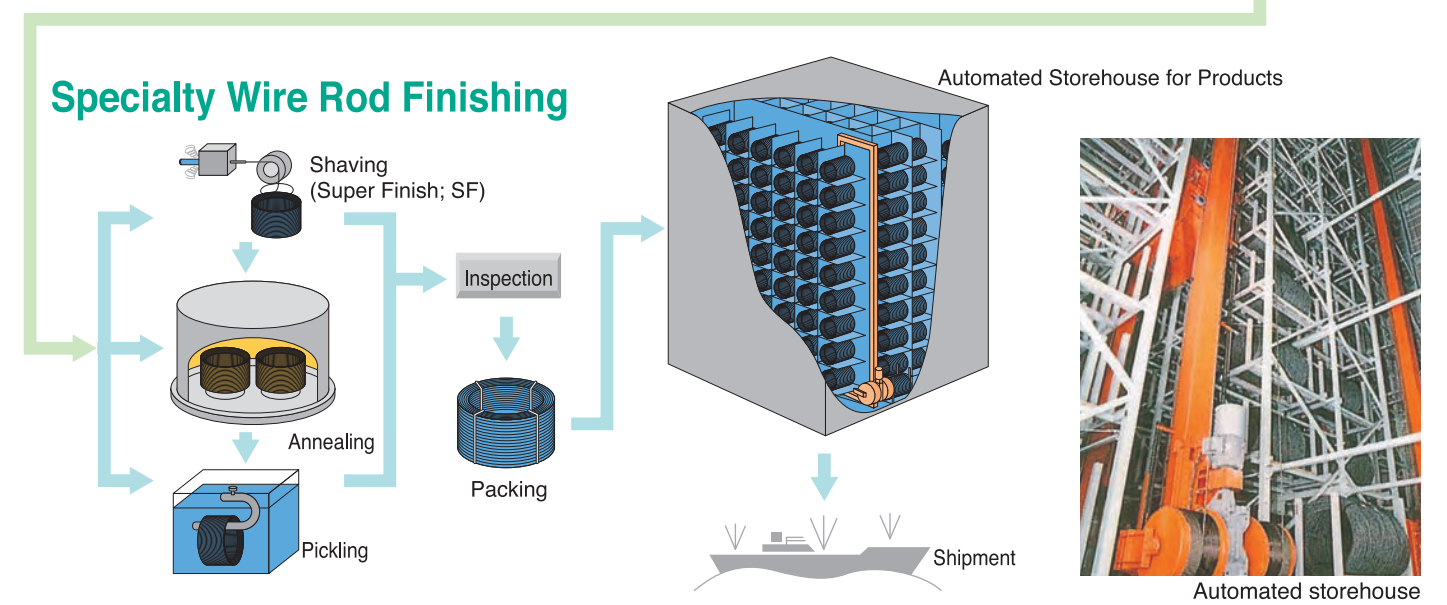 Specialty Wire Rod Finishing
Shaving
(Super Finish; SF)
Annealing
Pickling
Inspection
Packing
Automated Storehouse for Products
Shipment
Automated storehouse